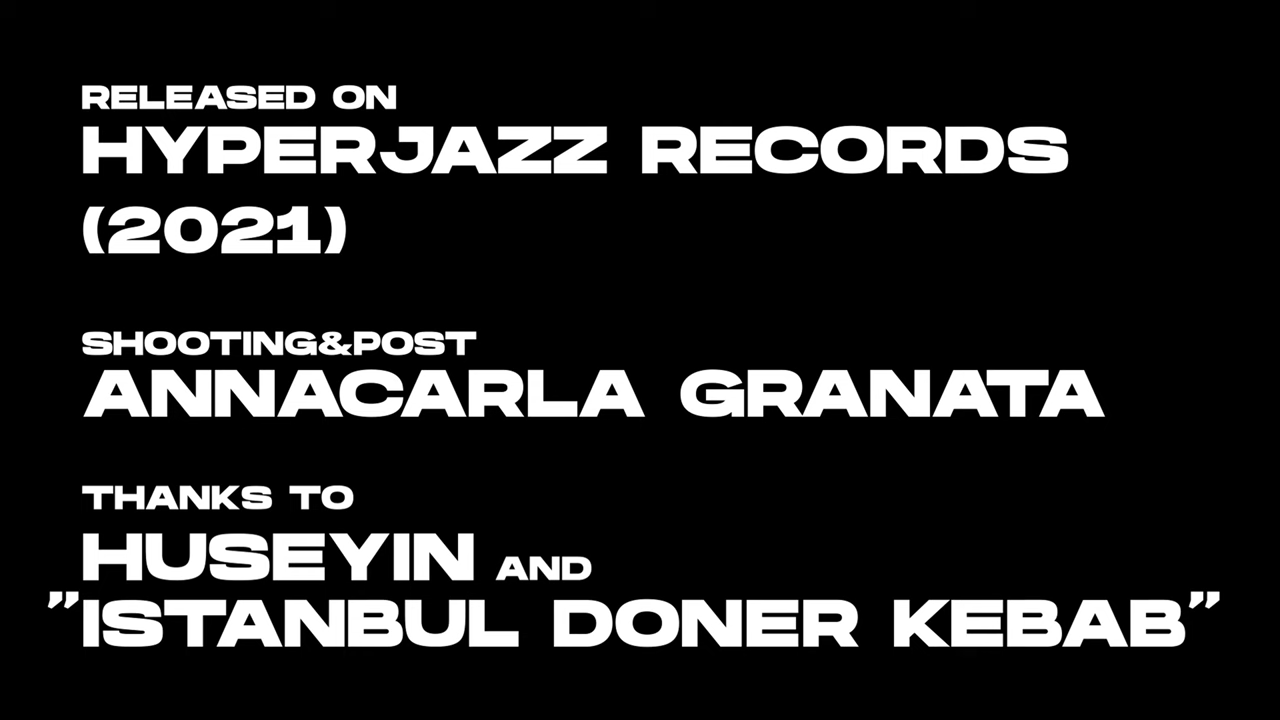 RELEASED ON
HYPERJAZZ RECORDS
(2021)
SHOOTING&POST
ANNACARLA GRANATA
THANKS TO
HUSEYIN AND
”ISTANBUL DONER KEBAB”